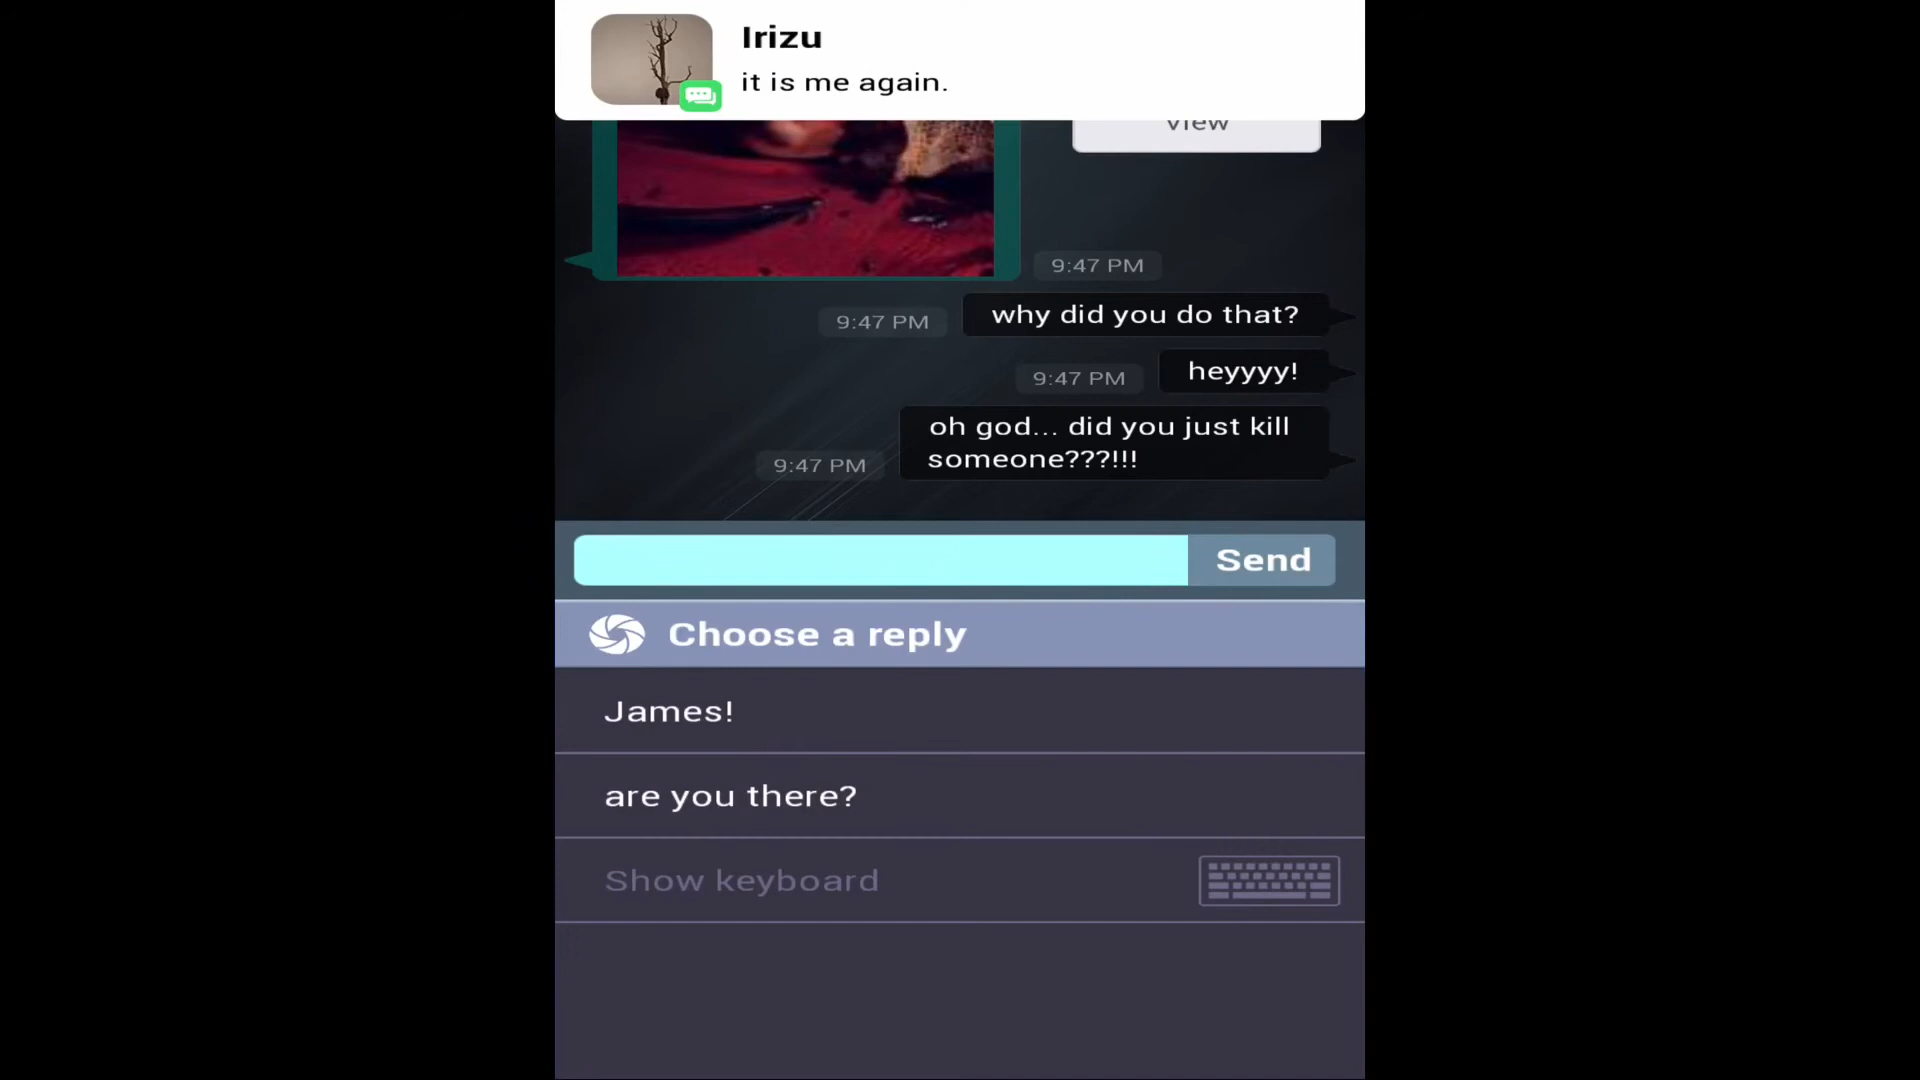 Irizu
it is me again.
View
9:47 PM
9:47 PM
why did you do that?
9:47 PM
heyyyy!
oh god... did you just kill
someone???!!!
9:47 PM
Send
Choose a reply
James!
are you there?
Show keyboard